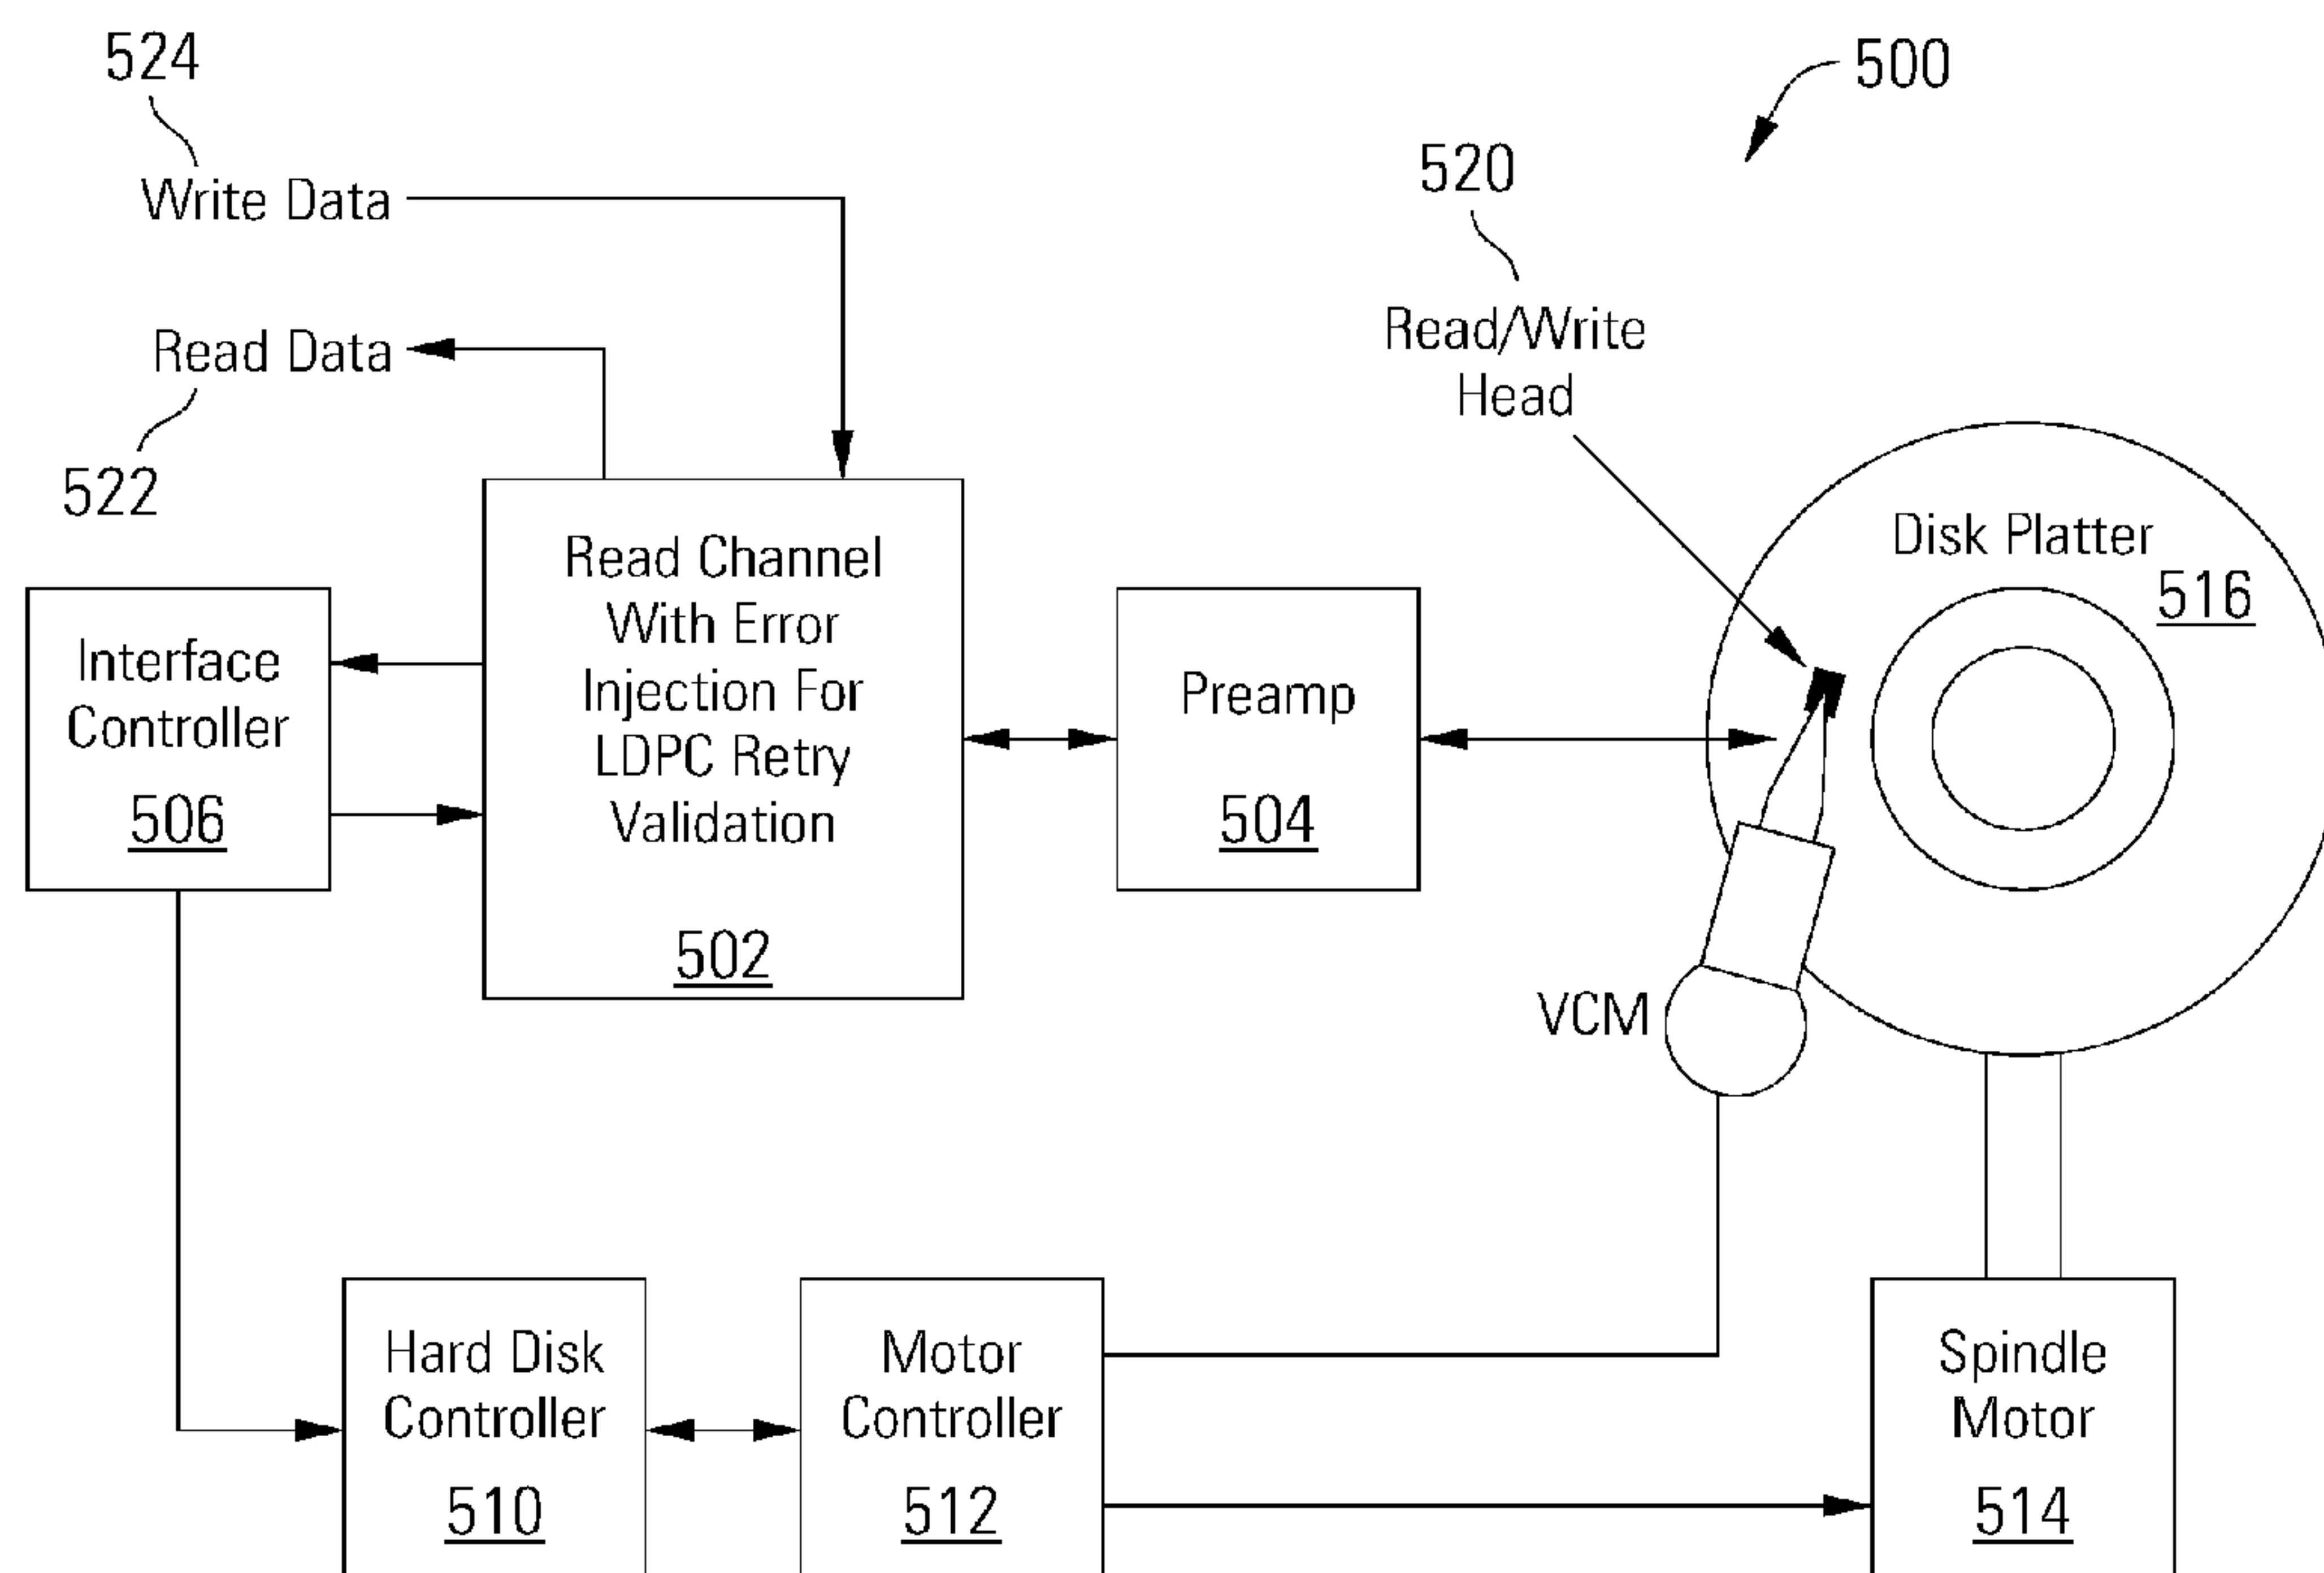 524
500
Write Data
520
Read/Write
Head
Read Data
522
Disk Platter
516
Read Channel
With Error
Injection For
LDPC Retry
Validation
502
Interface
Controller
506
Preamp
504
VCM
Hard Disk
Controller
510
Motor
Controller
512
Spindle
Motor
514